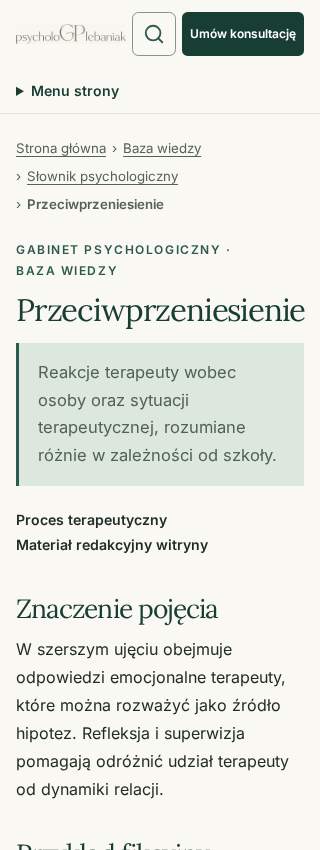 psycholoGPlebaniak
Umów konsultację
Menu strony
Strona główna › Baza wiedzy
› Słownik psychologiczny
› Przeciwprzeniesienie
GABINET PSYCHOLOGICZNY ·
BAZA WIEDZY
Przeciwprzeniesienie
Reakcje terapeuty wobec
osoby oraz sytuacji
terapeutycznej, rozumiane
różnie w zależności od szkoły.
Proces terapeutyczny
Materiał redakcyjny witryny
Znaczenie pojęcia
W szerszym ujęciu obejmuje
odpowiedzi emocjonalne terapeuty,
które można rozważyć jako źródło
hipotez. Refleksja i superwizja
pomagają odróżnić udział terapeuty
od dynamiki relacji.